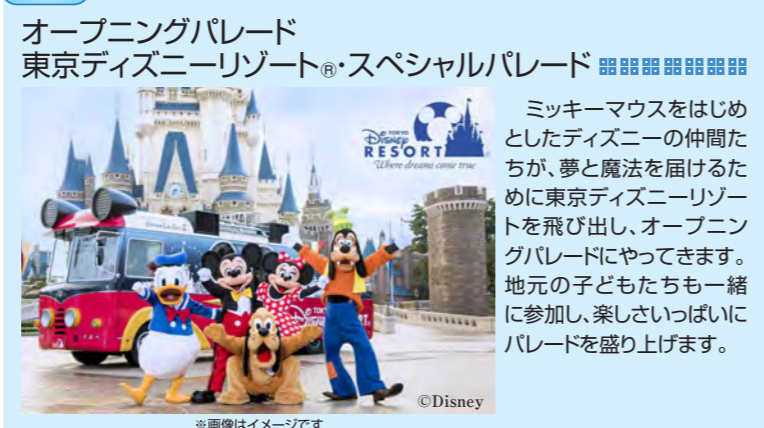 オープニングパレード
東京ディズニーリゾート®・スペシャルパレード
TOKYO
Disney
RESORT
Where dreams come true
©Disney
※画像はイメージです
ミッキーマウスをはじめ
としたディズニーの仲間た
ちが、夢と魔法を届けるた
めに東京ディズニーリゾー
トを飛び出し、オープニン
グパレードにやってきます。
地元の子どもたちも一緒
に参加し、楽しさいっぱいに
パレードを盛り上げます。